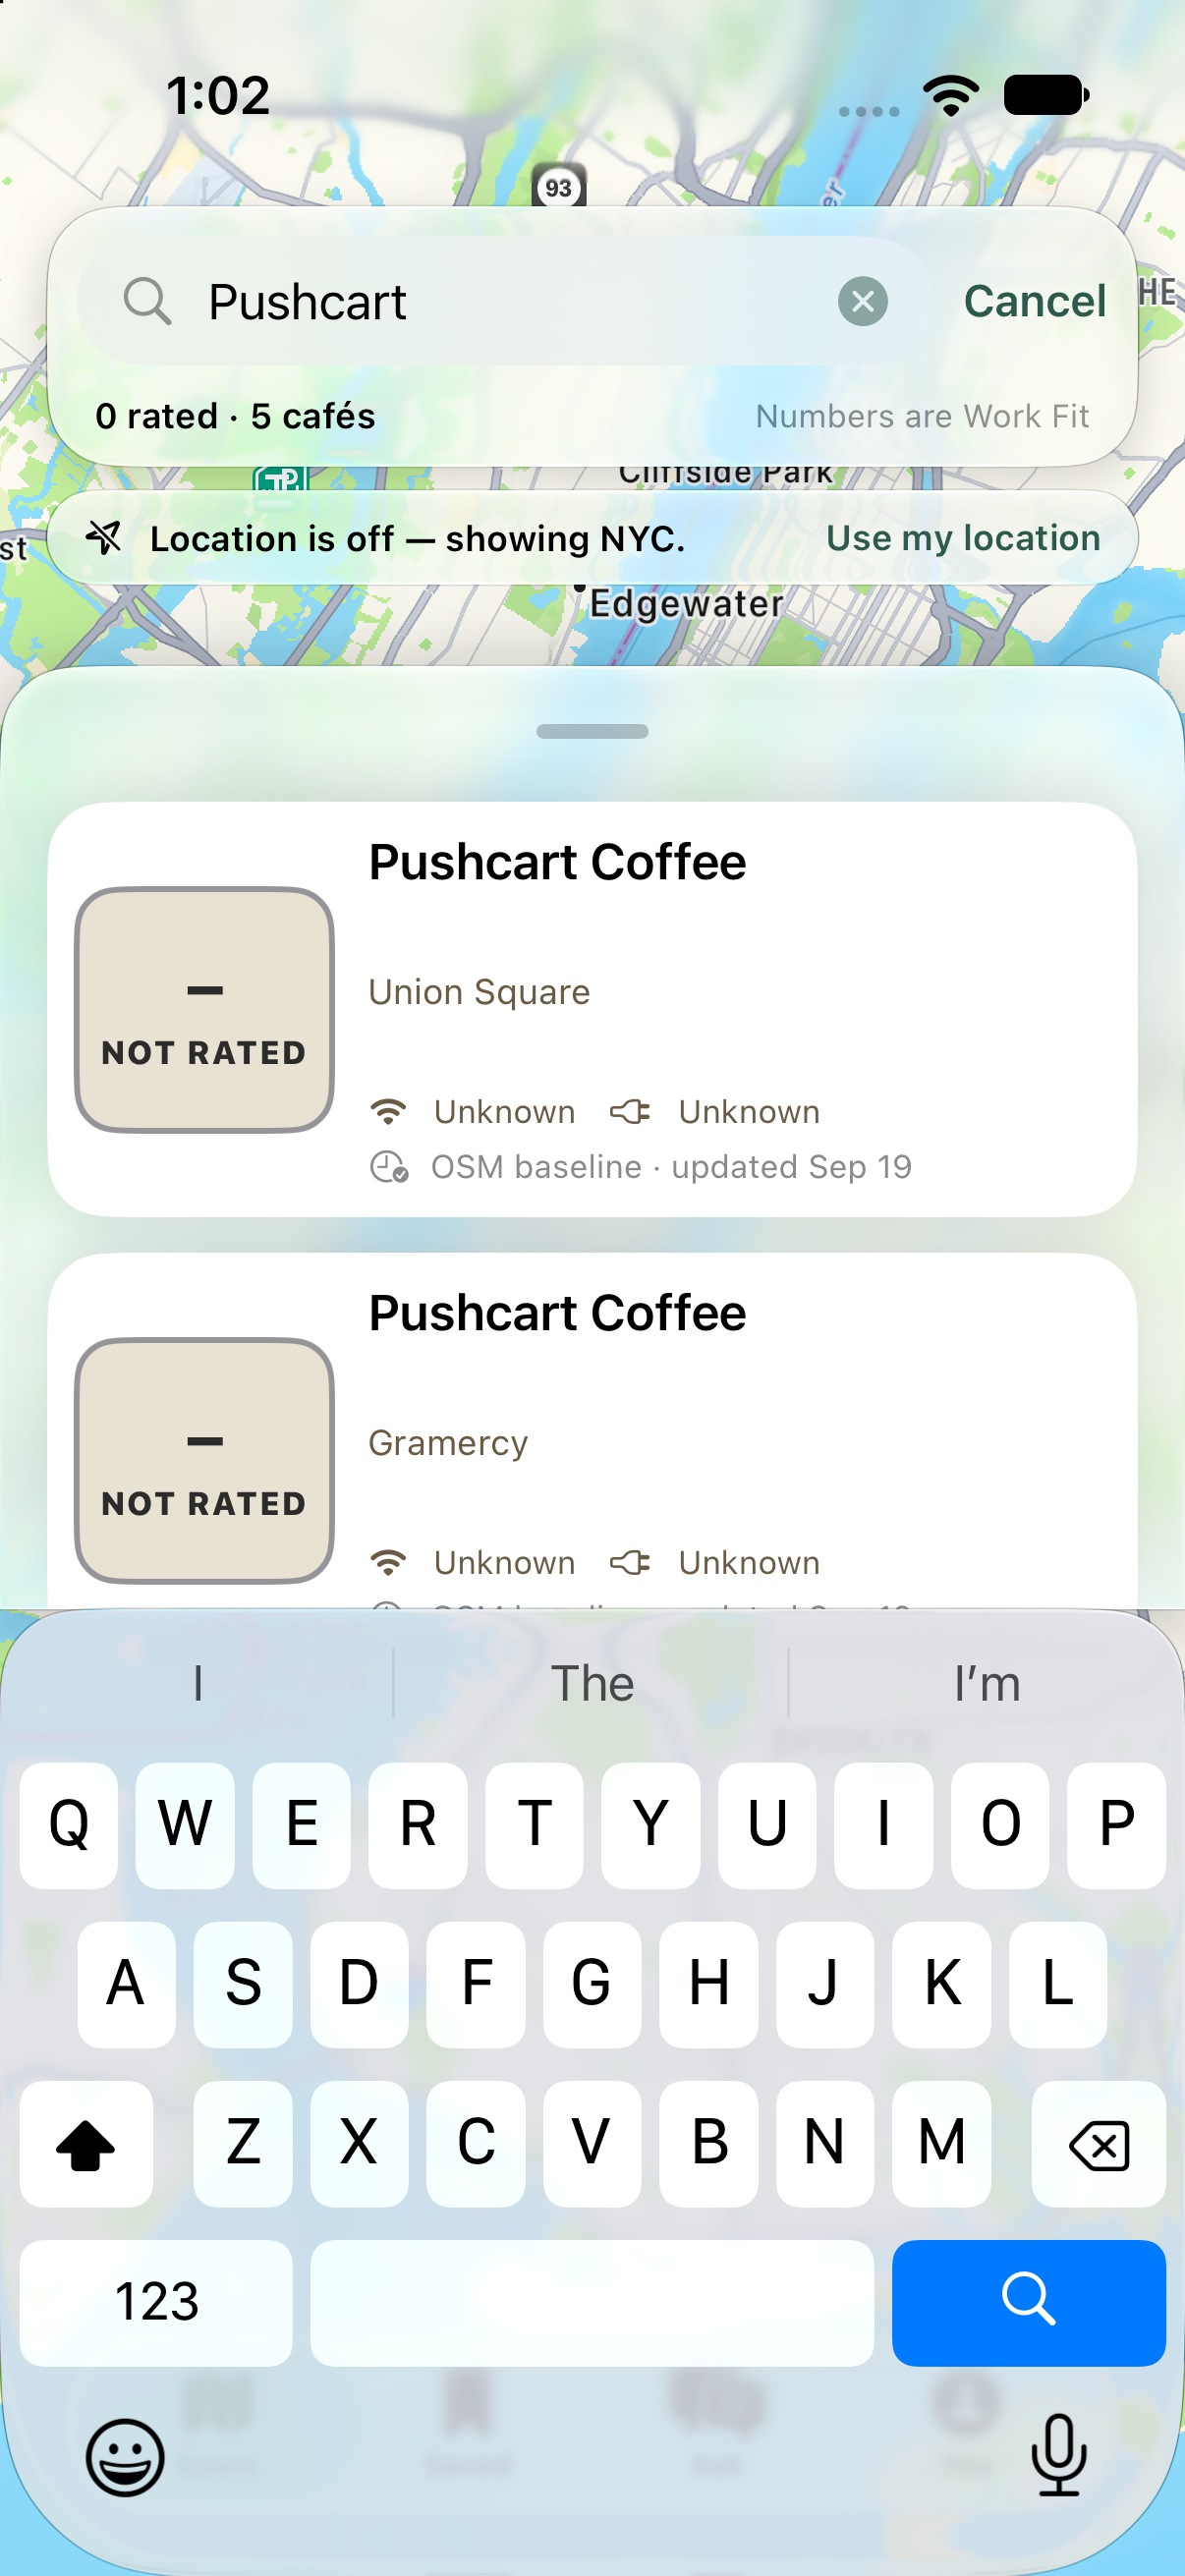 1:02
93
er
HE
Pushcart
Cancel
0 rated · 5 cafés
Numbers are Work Fit
TP
Cliffside Park
st
Location is off — showing NYC.
Use my location
Edgewater
Pushcart Coffee
Union Square
–
NOT RATED
Unknown
Unknown
OSM baseline · updated Sep 19
Pushcart Coffee
Gramercy
–
NOT RATED
Unknown
Unknown
I
The
I’m
Q W E R T Y U I O P
A S D F G H J K L
Z X C V B N M
123